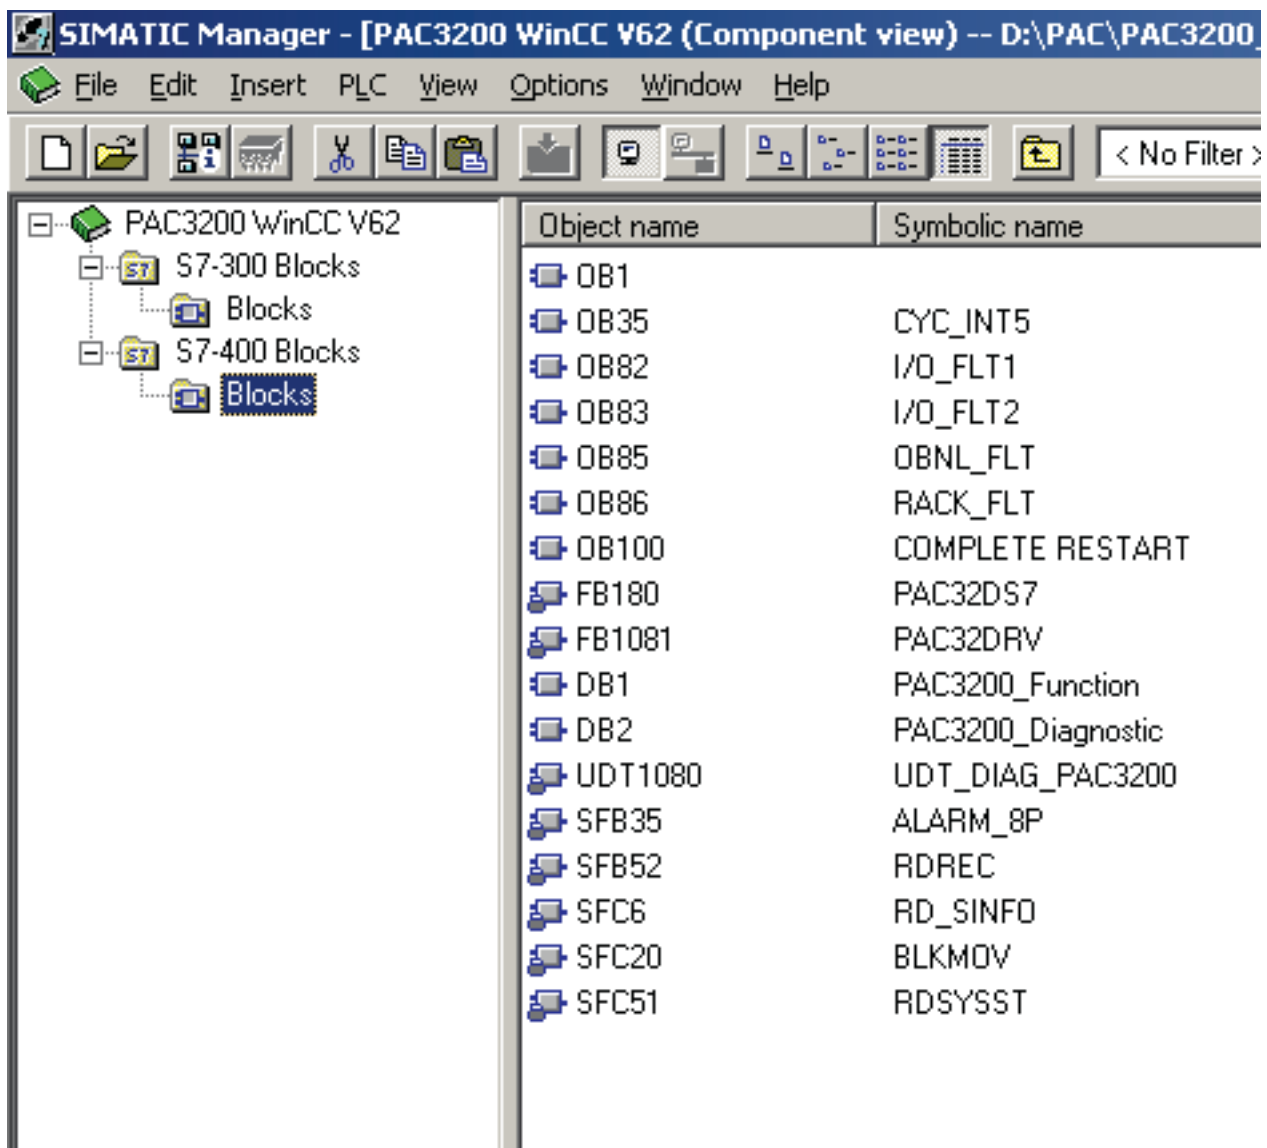 SIMATIC Manager - [PAC3200 WinCC V62 (Component view) -- D:\PAC\PAC3200_
File Edit Insert PLC View Options Window Help
< No Filter >
PAC3200 WinCC V62
S7-300 Blocks
Blocks
S7-400 Blocks
Blocks
Object name Symbolic name
OB1
OB35 CYC_INT5
OB82 I/O_FLT1
OB83 I/O_FLT2
OB85 OBNL_FLT
OB86 RACK_FLT
OB100 COMPLETE RESTART
FB180 PAC32DS7
FB1081 PAC32DRV
DB1 PAC3200_Function
DB2 PAC3200_Diagnostic
UDT1080 UDT_DIAG_PAC3200
SFB35 ALARM_8P
SFB52 RDREC
SFC6 RD_SINFO
SFC20 BLKMOV
SFC51 RDSYSST